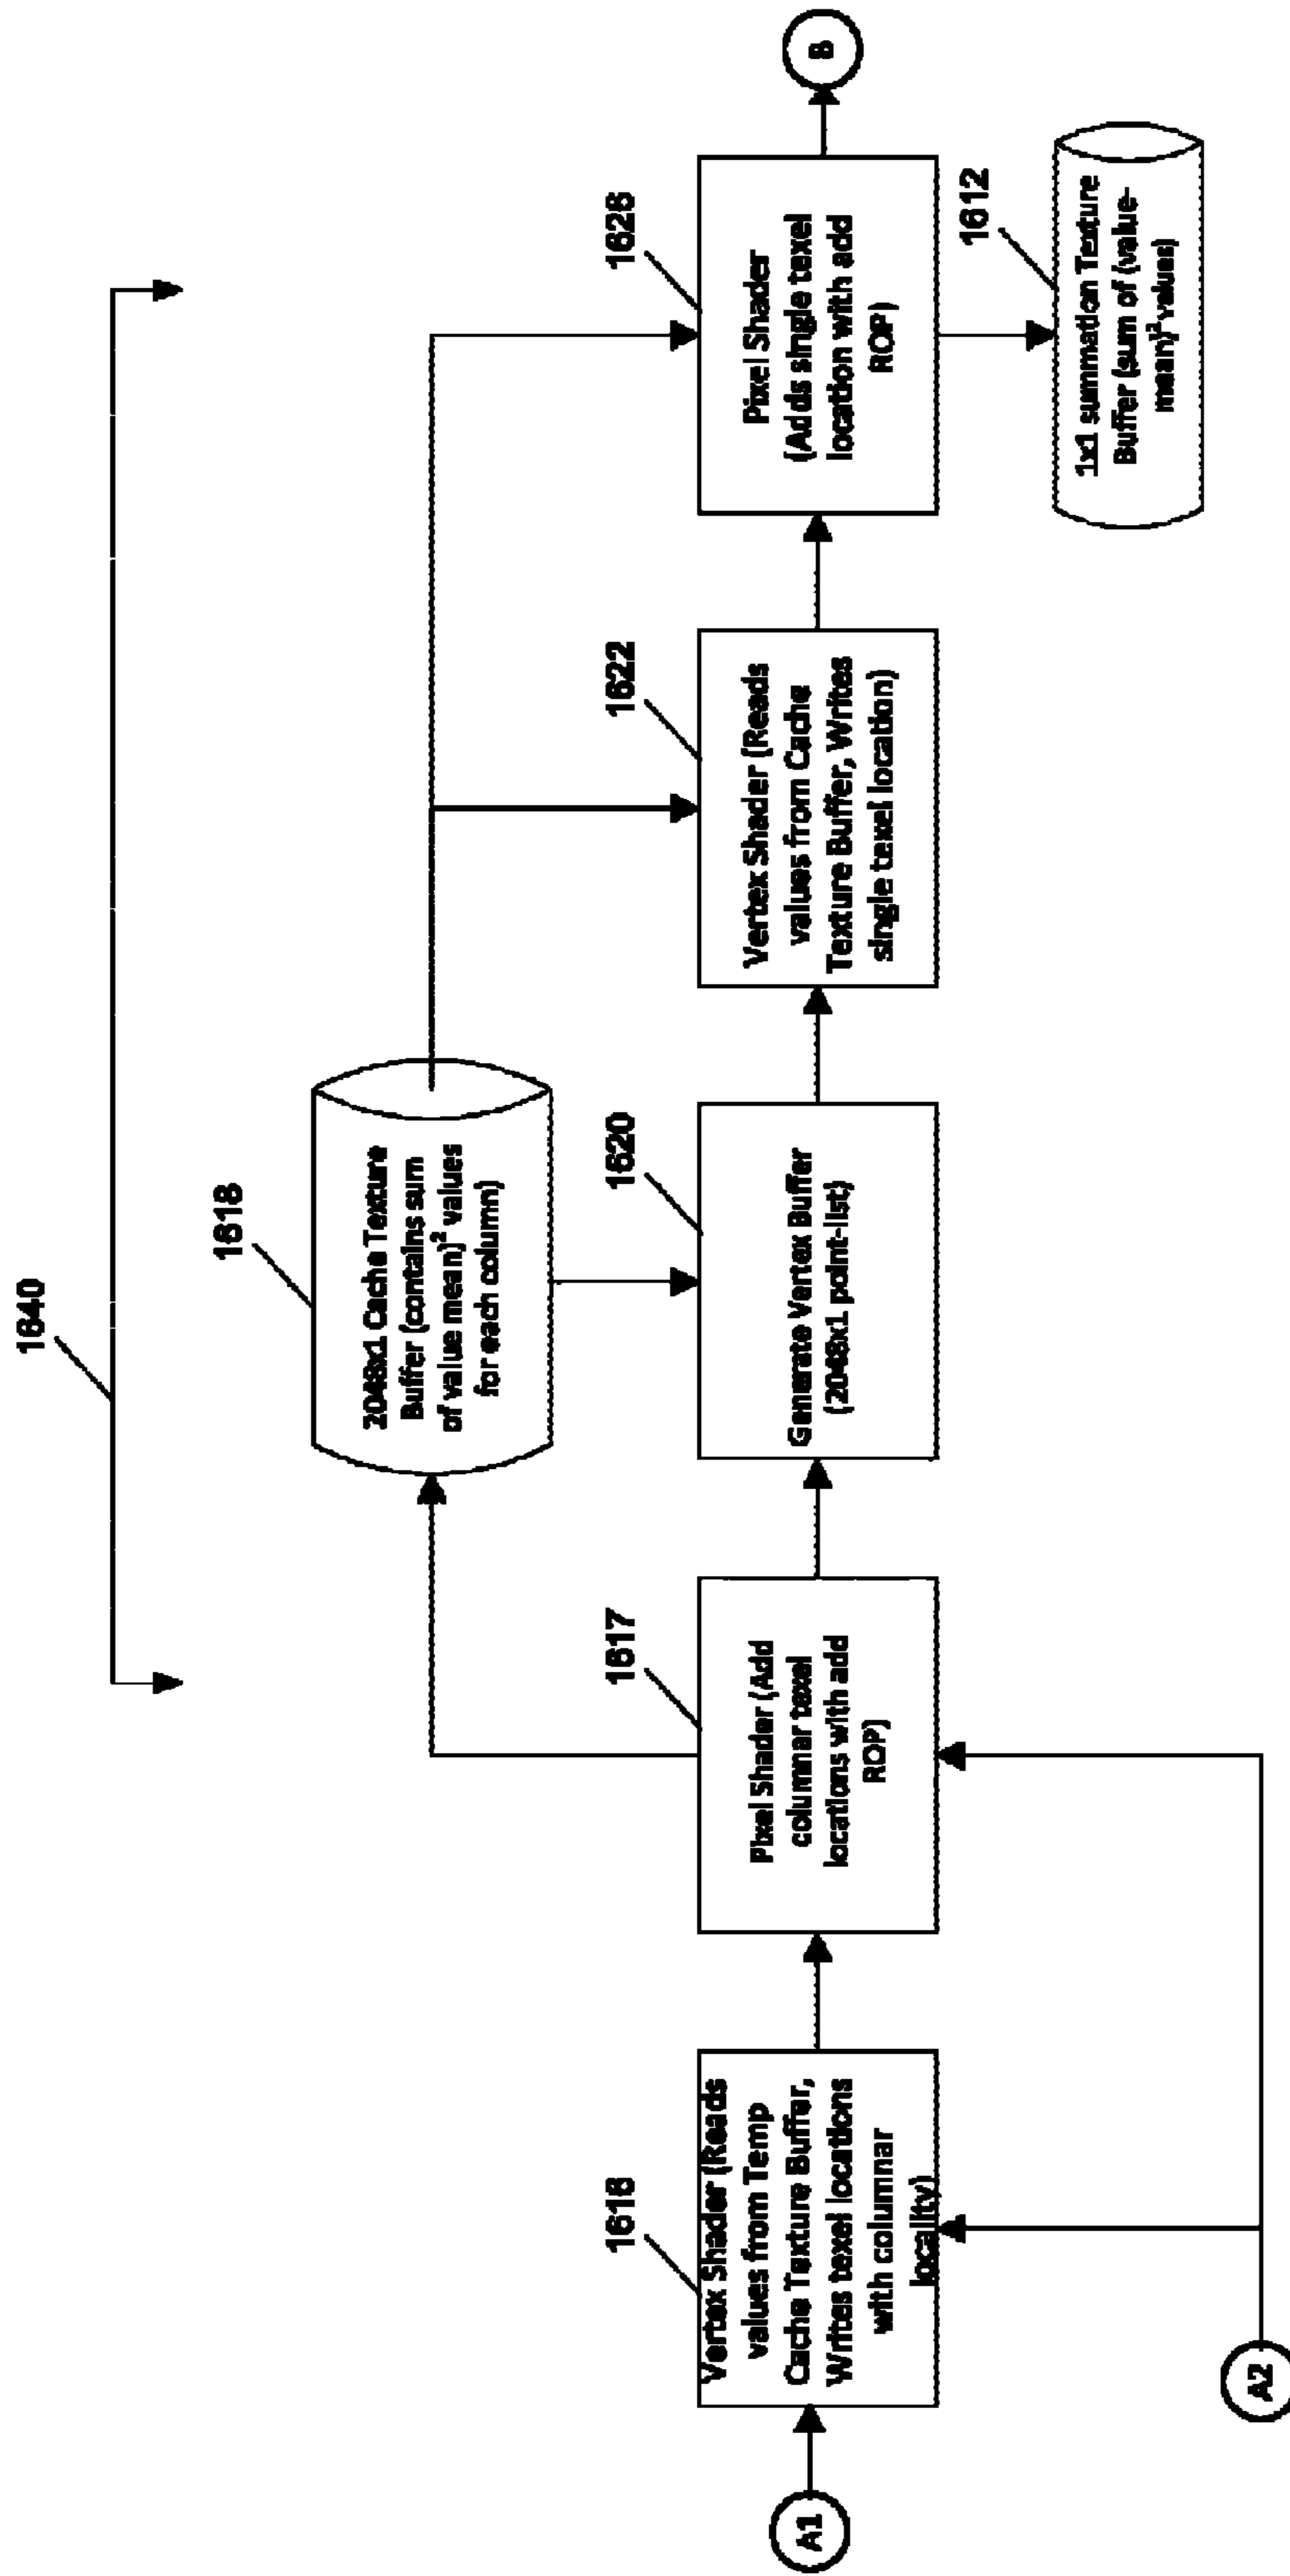 1640
1618
2048x1 Cache Texture
Buffer (contains sum
of value mean)² values
for each column)
A1
1616
Vertex Shader (Reads
values from Temp
Cache Texture Buffer,
Writes texel locations
with columnar
locality)
1617
Pixel Shader (Add
columnar texel
locations with add
ROP)
1620
Generate Vertex Buffer
(2048x1 point-list)
1622
Vertex Shader (Reads
values from Cache
Texture Buffer, Writes
single texel location)
1626
Pixel Shader
(Adds single texel
location with add
ROP)
B
1612
1x1 summation Texture
Buffer (sum of (value-
mean)² values)
A2